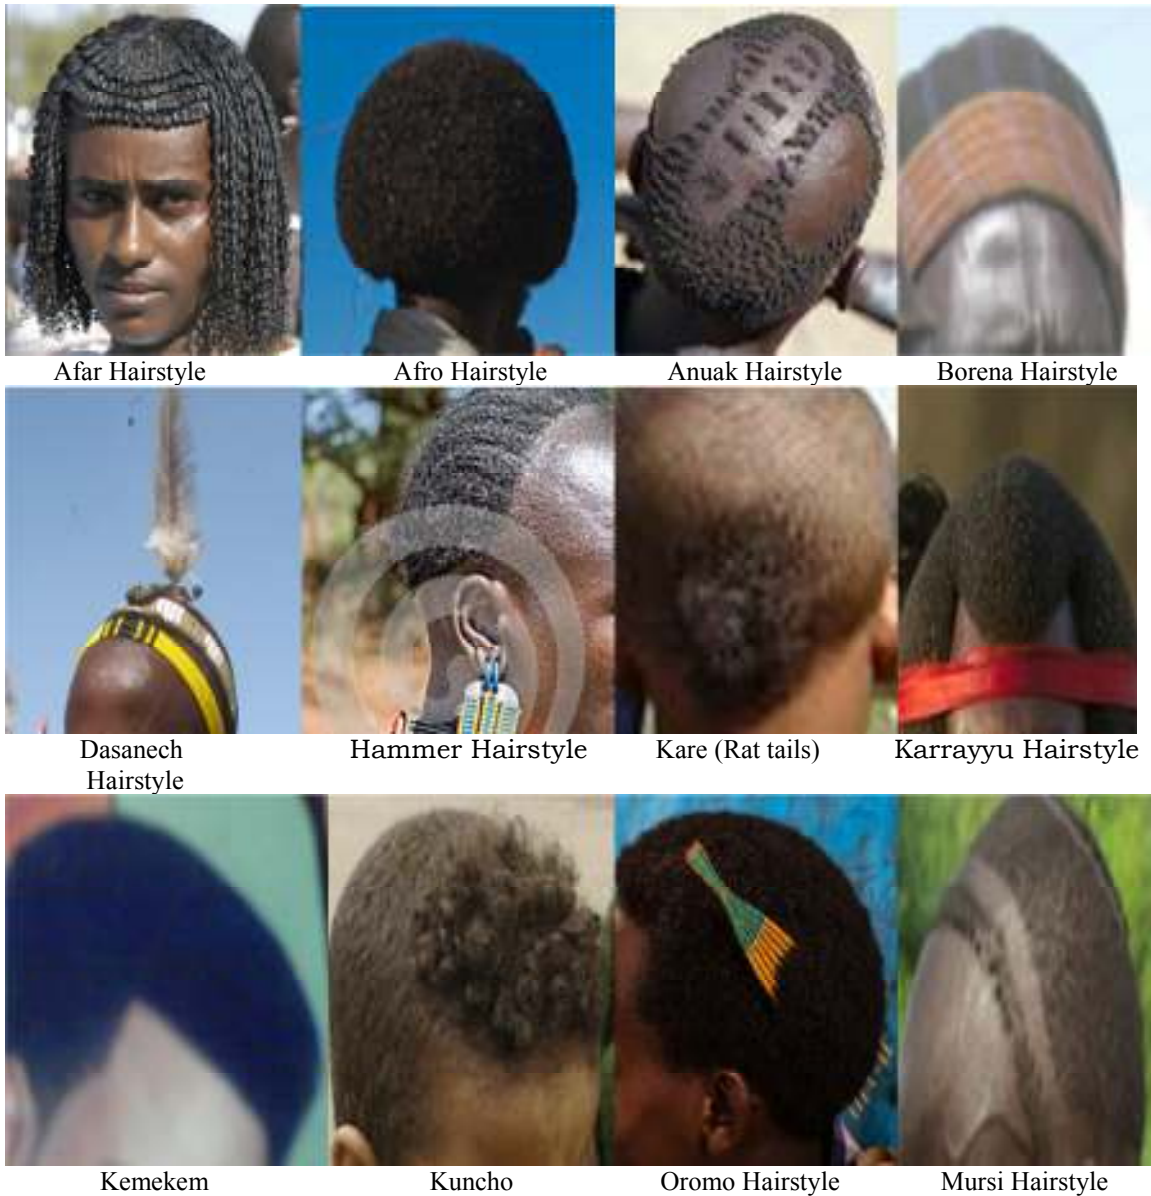 Afar Hairstyle
Afro Hairstyle
Anuak Hairstyle
Borena Hairstyle
Dasanech
Hairstyle
Hammer Hairstyle
Kare (Rat tails)
Karrayyu Hairstyle
Kemekem
Kuncho
Oromo Hairstyle
Mursi Hairstyle